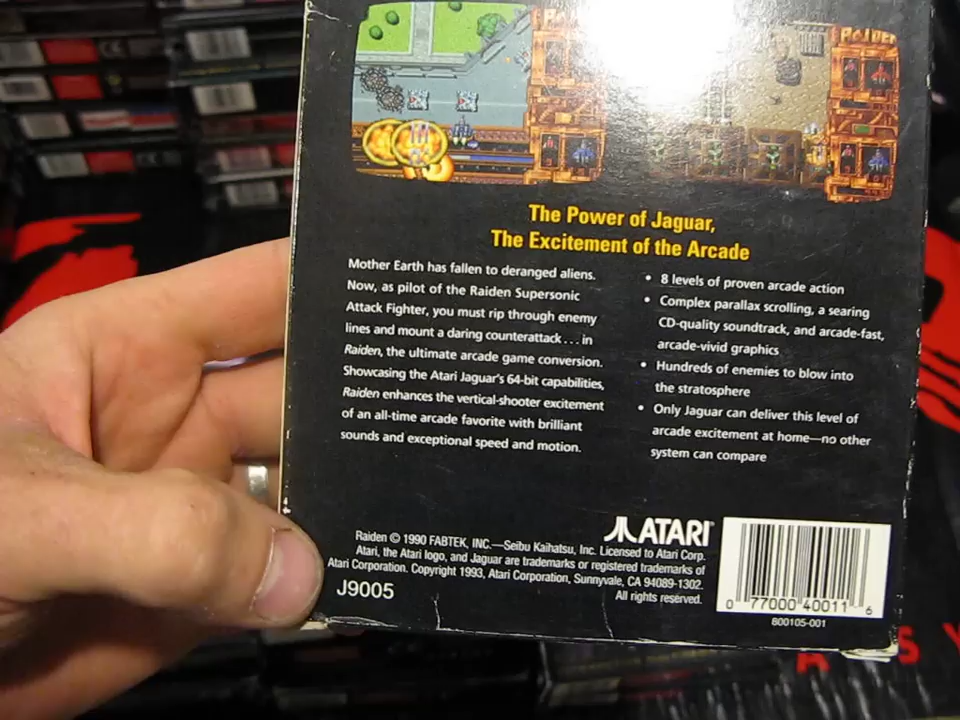 RAIDEN
The Power of Jaguar,
The Excitement of the Arcade
Mother Earth has fallen to deranged aliens.
Now, as pilot of the Raiden Supersonic
Attack Fighter, you must rip through enemy
lines and mount a daring counterattack . . . in
Raiden, the ultimate arcade game conversion.
Showcasing the Atari Jaguar's 64-bit capabilities,
Raiden enhances the vertical-shooter excitement
of an all-time arcade favorite with brilliant
sounds and exceptional speed and motion.
• 8 levels of proven arcade action
• Complex parallax scrolling, a searing
CD-quality soundtrack, and arcade-fast,
arcade-vivid graphics
• Hundreds of enemies to blow into
the stratosphere
• Only Jaguar can deliver this level of
arcade excitement at home—no other
system can compare
ATARI®
Raiden © 1990 FABTEK, INC.—Seibu Kaihatsu, Inc. Licensed to Atari Corp.
Atari, the Atari logo, and Jaguar are trademarks or registered trademarks of
Atari Corporation. Copyright 1993, Atari Corporation, Sunnyvale, CA 94089-1302.
All rights reserved.
J9005
0 77000 40011 6
800105-001